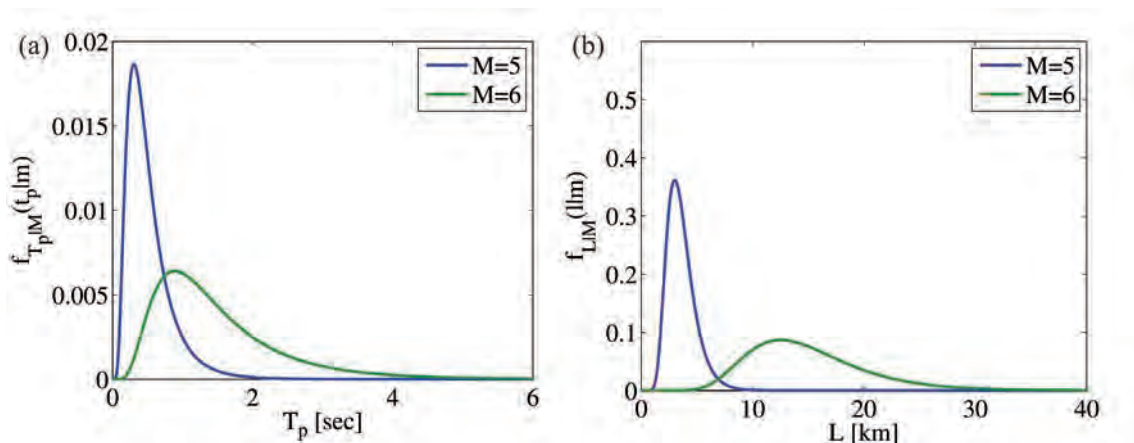 (a)
0.02
0.015
0.01
0.005
0
f_{T_p|M}(t_p|m)
0 2 4 6
T_p [sec]
M=5
M=6
(b)
0.5
0.4
0.3
0.2
0.1
0
f_{L|M}(l|m)
0 10 20 30 40
L [km]
M=5
M=6